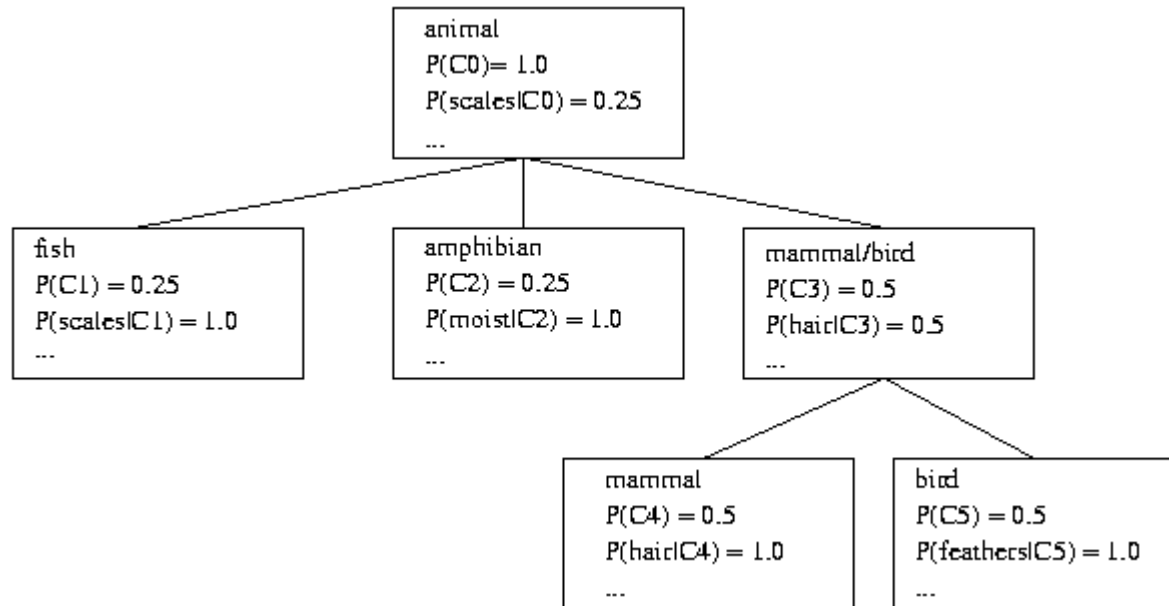 animal
P(C0)= 1.0
P(scales|C0) = 0.25
...
fish
P(C1) = 0.25
P(scales|C1) = 1.0
...
amphibian
P(C2) = 0.25
P(moist|C2) = 1.0
...
mammal/bird
P(C3) = 0.5
P(hair|C3) = 0.5
...
mammal
P(C4) = 0.5
P(hair|C4) = 1.0
...
bird
P(C5) = 0.5
P(feathers|C5) = 1.0
...